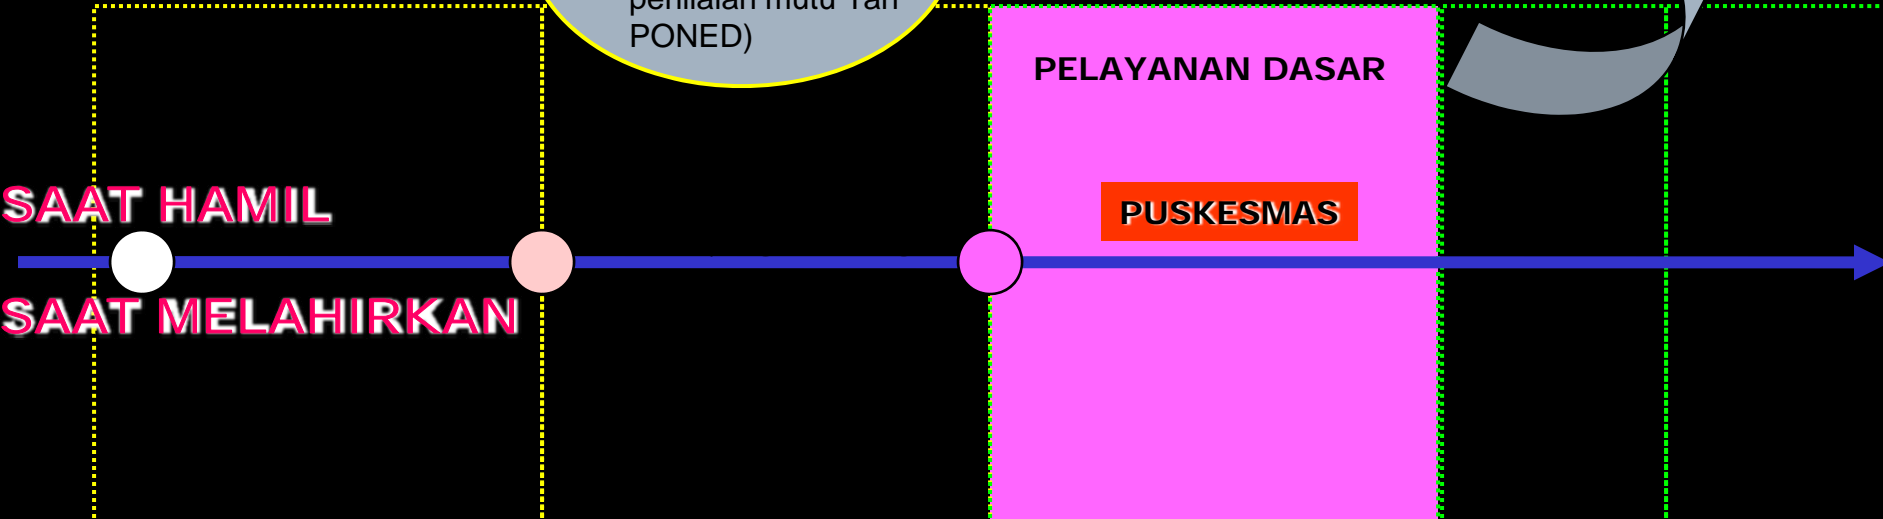 PONED)
PELAYANAN DASAR
SAAT HAMIL
PUSKESMAS
SAAT MELAHIRKAN